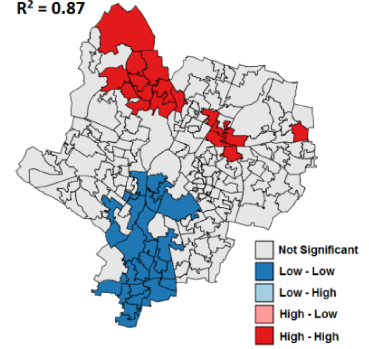 R² = 0.87
Not Significant
Low - Low
Low - High
High - Low
High - High